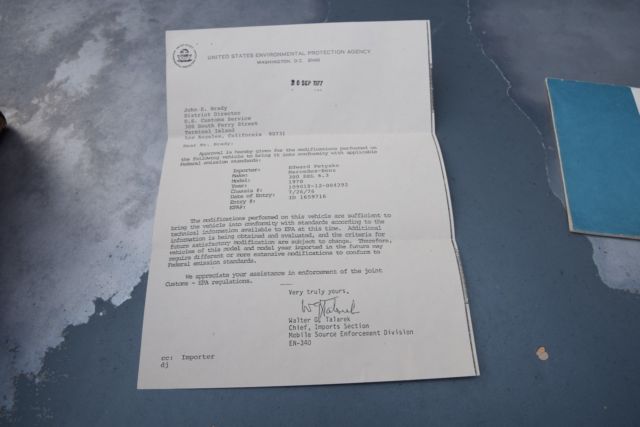 UNITED STATES ENVIRONMENTAL PROTECTION AGENCY
WASHINGTON, D.C. 20460
SEP 1977
John E. Brady
District Director
U.S. Customs Service
300 South Ferry Street
Terminal Island
Los Angeles, California 90731
Dear Mr. Brady:
Approval is hereby given for the modifications performed on
the following vehicle to bring it into conformity with applicable
Federal emission standards:
Importer: Edward
Make: Mercedes-Benz
Model: 300 SEL 6.3
Year: 1970
Chassis #:
Date of Entry: 7/26/76
Entry #: ID 1659716
EPA#:
The modifications performed on this vehicle are sufficient to
bring the vehicle into conformity with standards according to the
technical information available to EPA at this time. Additional
information is being obtained and evaluated, and the criteria for
future satisfactory modification are subject to change. Therefore,
vehicles of this model and model year imported in the future may
require different or more extensive modifications to conform to
Federal emission standards.
We appreciate your assistance in enforcement of the joint
Customs - EPA regulations.
Very truly yours,
Walter D. Talarek
Chief, Imports Section
Mobile Source Enforcement Division
EN-340
cc: Importer
dj